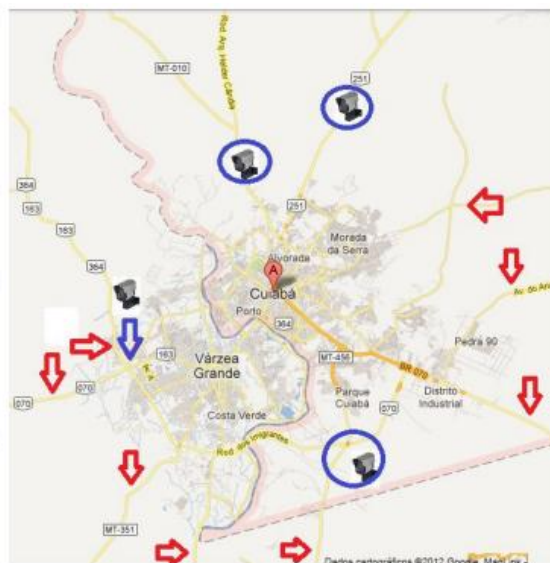 Rod Arq Helder Cândia
MT-010
251
364
163
163
364
251
Morada
da Serra
Alvorada
A
Cuiabá
Porto
364
Pedra 90
163
Várzea
Grande
MT-456
BR 070
070
070
Parque
Cuiabá
070
Distrito
Industrial
Costa Verde
Rod dos Imigrantes
MT-351
Dados cartográficos ©2012 Google, MapLink -